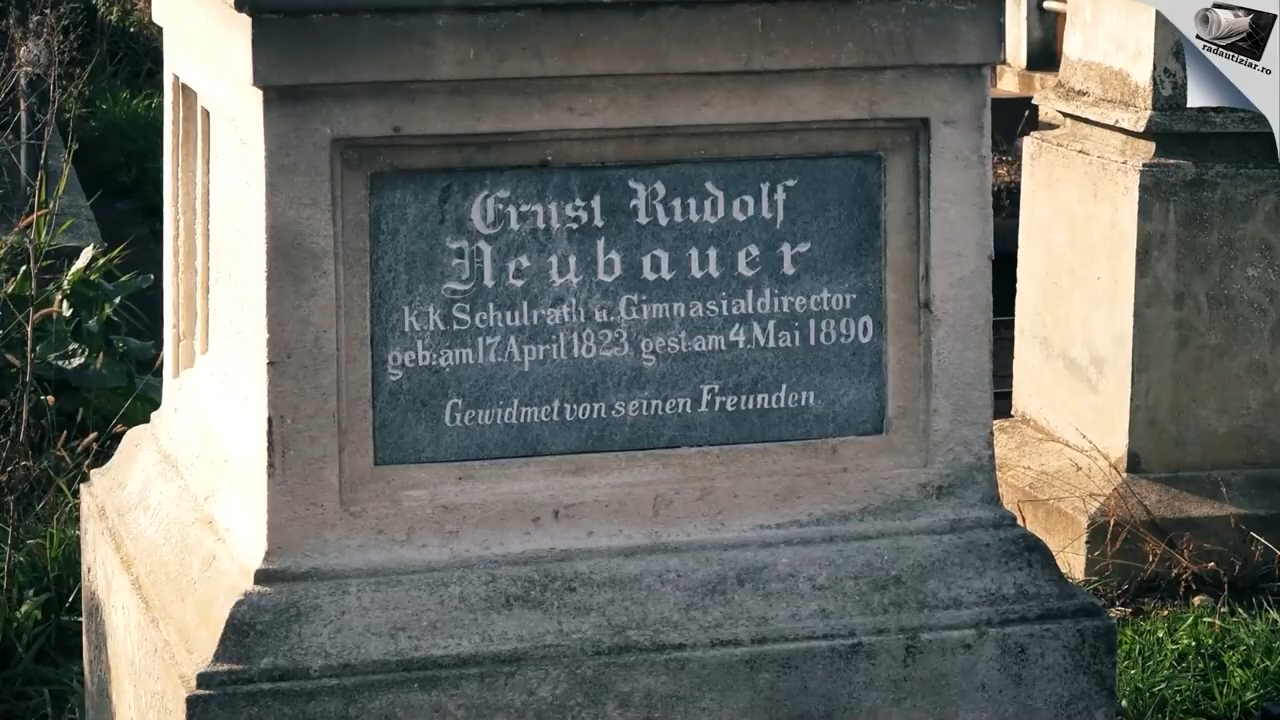 Ernst Rudolf
Neubauer
K.K. Schulrath u. Gimnasialdirector
geb: am 17. April 1823, gest: am 4. Mai 1890
Gewidmet von seinen Freunden.
radautiziar.ro